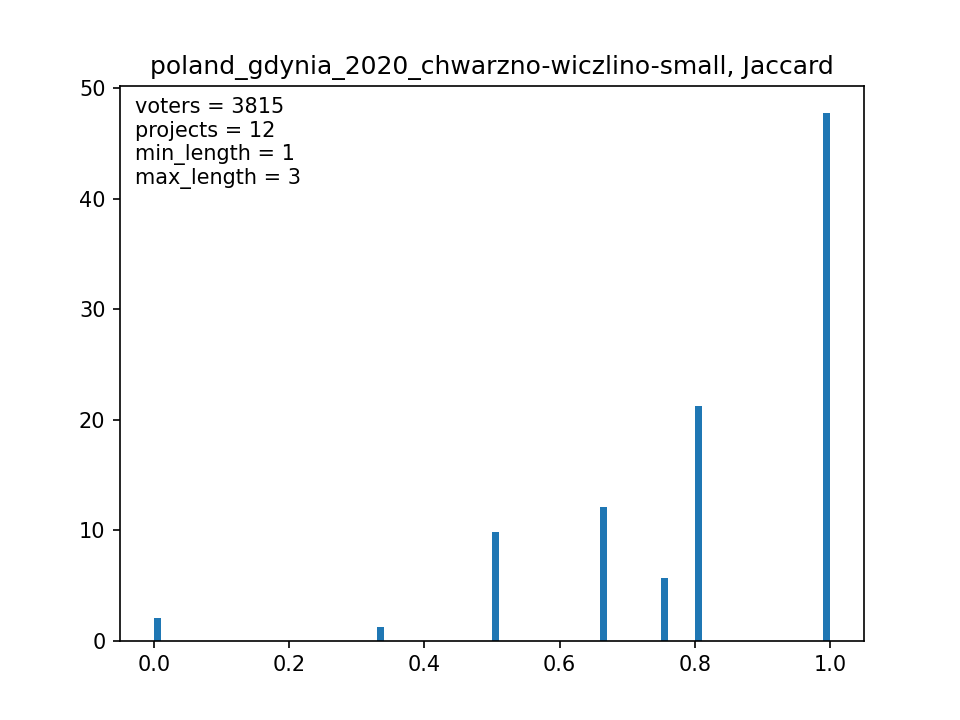 poland_gdynia_2020_chwarzno-wiczlino-small, Jaccard
50
voters = 3815
projects = 12
min_length = 1
max_length = 3
40
30
20
10
0
0.0 0.2 0.4 0.6 0.8 1.0